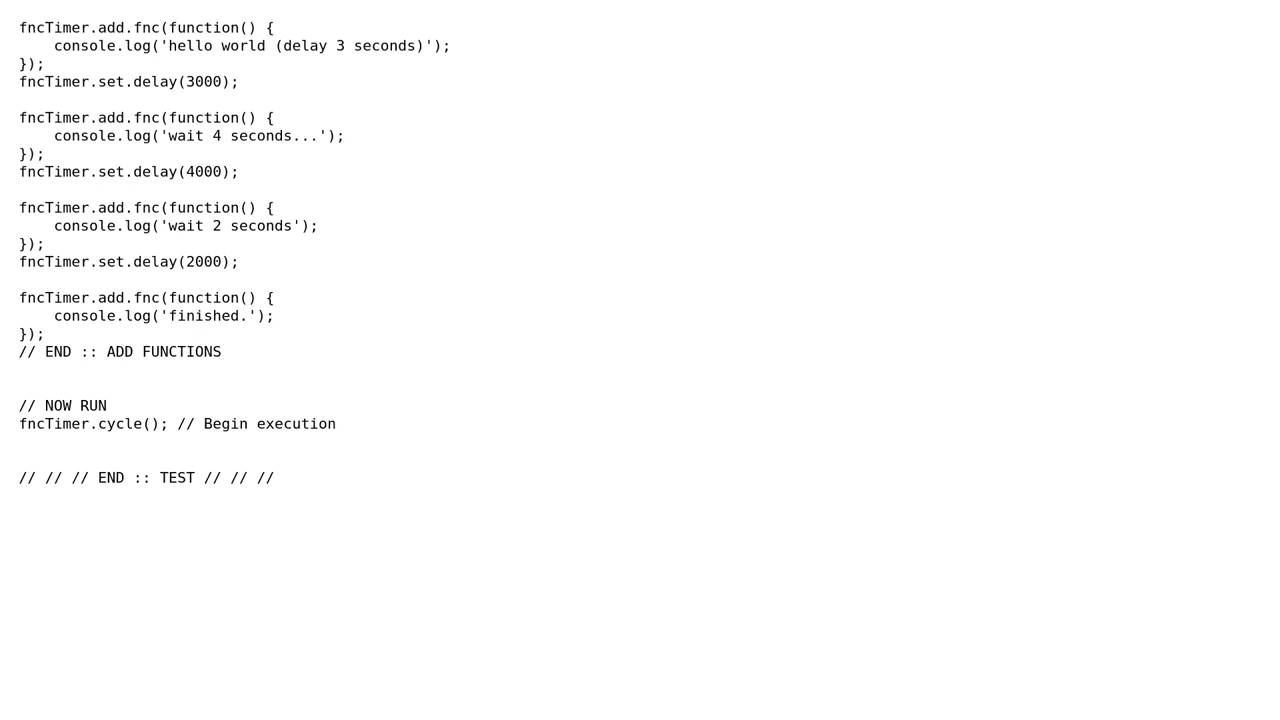 fncTimer.add.fnc(function() {
    console.log('hello world (delay 3 seconds)');
});
fncTimer.set.delay(3000);

fncTimer.add.fnc(function() {
    console.log('wait 4 seconds...');
});
fncTimer.set.delay(4000);

fncTimer.add.fnc(function() {
    console.log('wait 2 seconds');
});
fncTimer.set.delay(2000);

fncTimer.add.fnc(function() {
    console.log('finished.');
});
// END :: ADD FUNCTIONS


// NOW RUN
fncTimer.cycle(); // Begin execution


// // // END :: TEST // // //